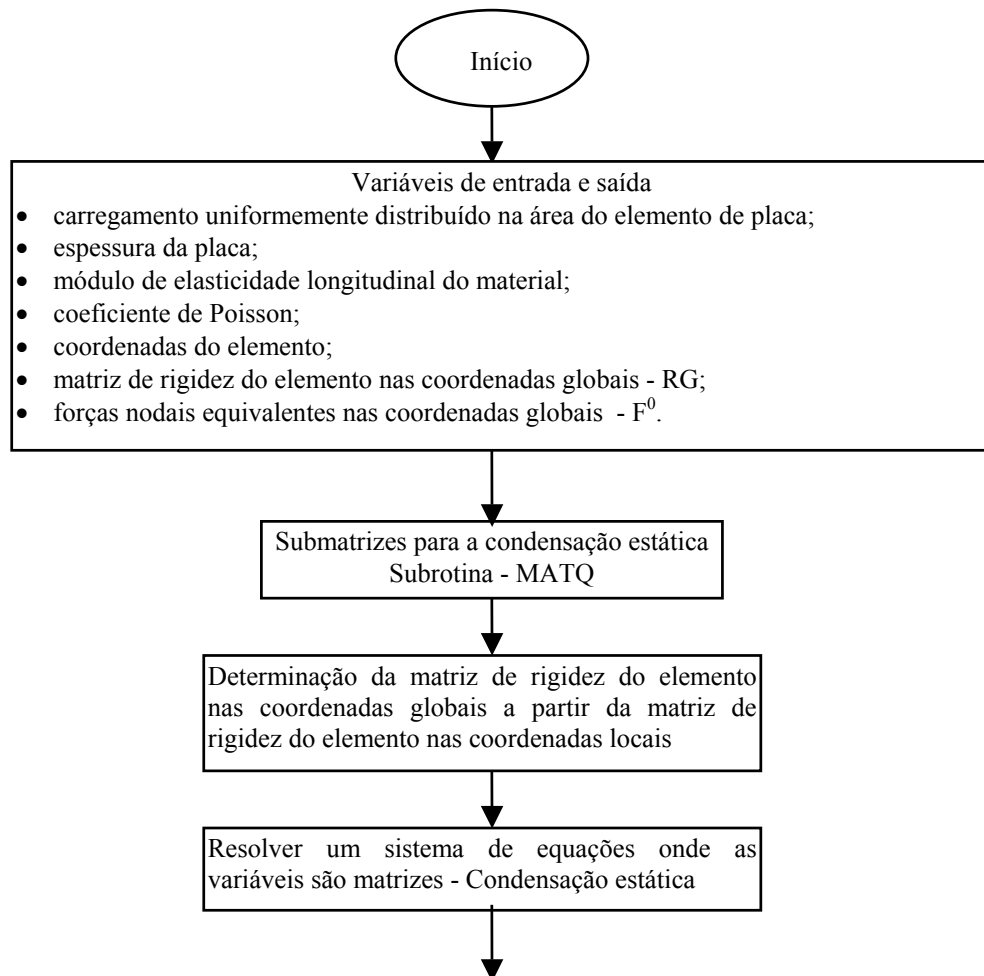 Início
Variáveis de entrada e saída
• carregamento uniformemente distribuído na área do elemento de placa;
• espessura da placa;
• módulo de elasticidade longitudinal do material;
• coeficiente de Poisson;
• coordenadas do elemento;
• matriz de rigidez do elemento nas coordenadas globais - RG;
• forças nodais equivalentes nas coordenadas globais - F⁰.
Submatrizes para a condensação estática
Subrotina - MATQ
Determinação da matriz de rigidez do elemento
nas coordenadas globais a partir da matriz de
rigidez do elemento nas coordenadas locais
Resolver um sistema de equações onde as
variáveis são matrizes - Condensação estática